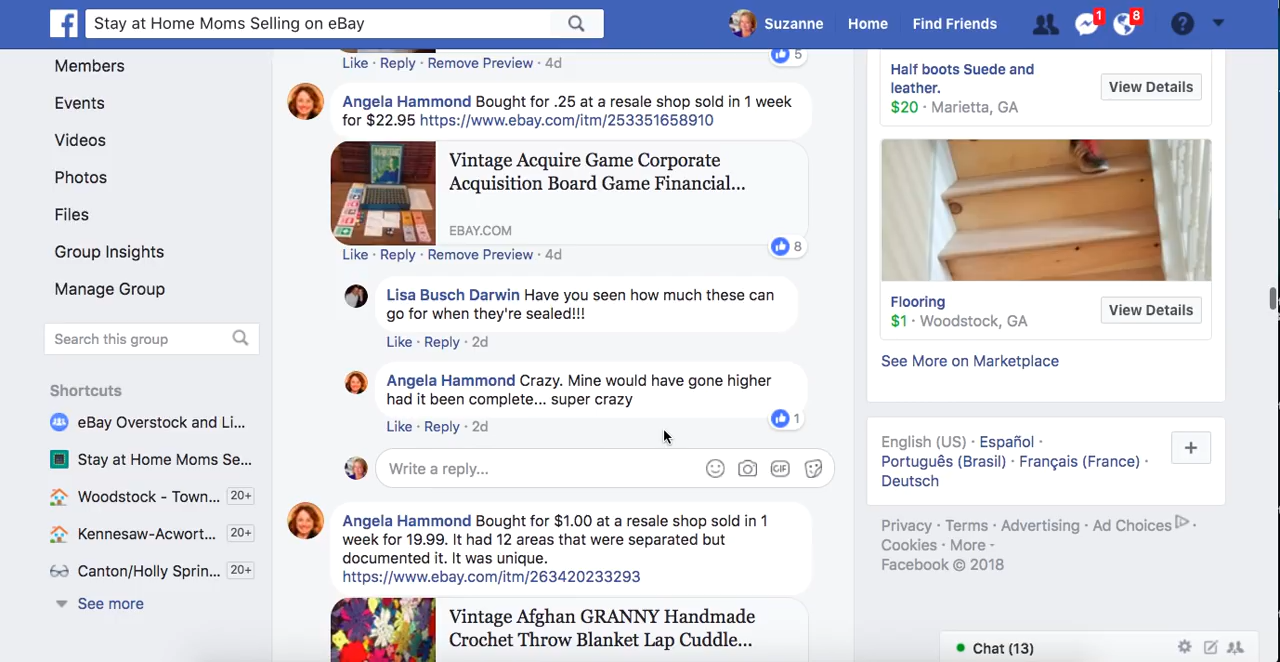 Stay at Home Moms Selling on eBay
Suzanne
Home
Find Friends
1
8
Members
Events
Videos
Photos
Files
Group Insights
Manage Group
Search this group
Shortcuts
eBay Overstock and Li...
Stay at Home Moms Se...
Woodstock - Town... 20+
Kennesaw-Acwort... 20+
Canton/Holly Sprin... 20+
See more
Like · Reply · Remove Preview · 4d
5
Angela Hammond Bought for .25 at a resale shop sold in 1 week
for $22.95 https://www.ebay.com/itm/253351658910
Vintage Acquire Game Corporate
Acquisition Board Game Financial...
EBAY.COM
8
Like · Reply · Remove Preview · 4d
Lisa Busch Darwin Have you seen how much these can
go for when they're sealed!!!
Like · Reply · 2d
Angela Hammond Crazy. Mine would have gone higher
had it been complete... super crazy
1
Like · Reply · 2d
Write a reply...
GIF
Angela Hammond Bought for $1.00 at a resale shop sold in 1
week for 19.99. It had 12 areas that were separated but
documented it. It was unique.
https://www.ebay.com/itm/263420233293
Vintage Afghan GRANNY Handmade
Crochet Throw Blanket Lap Cuddle...
Half boots Suede and
leather.
$20 · Marietta, GA
View Details
Flooring
$1 · Woodstock, GA
View Details
See More on Marketplace
English (US) · Español ·
Português (Brasil) · Français (France) ·
Deutsch
Privacy · Terms · Advertising · Ad Choices ·
Cookies · More
Facebook © 2018
Chat (13)